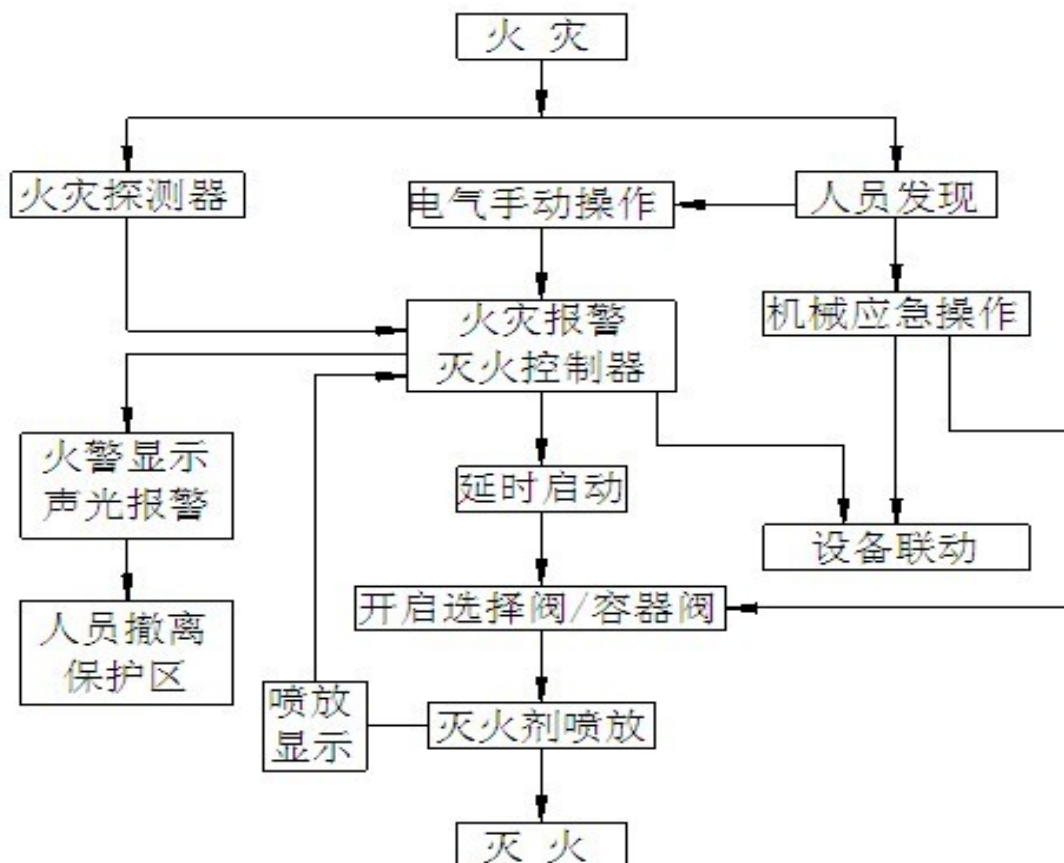 火 灾
火灾探测器
电气手动操作
人员发现
火灾报警
灭火控制器
机械应急操作
火警显示
声光报警
延时启动
设备联动
开启选择阀/容器阀
人员撤离
保护区
喷放
显示
灭火剂喷放
灭 火